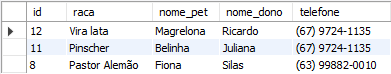 id raca nome_pet nome_dono telefone
12 Vira lata Magrelona Ricardo (67) 9724-1135
11 Pinscher Belinha Juliana (67) 9724-1135
8 Pastor Alemão Fiona Silas (63) 99882-0010